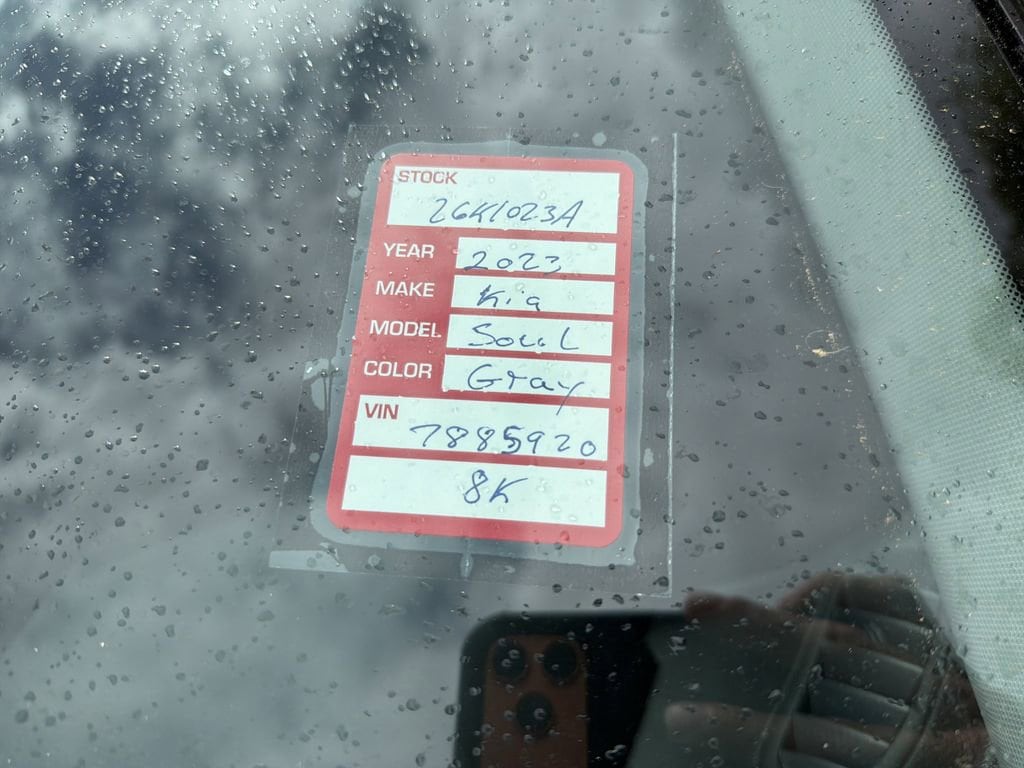 STOCK
26K1023A
YEAR 2023
MAKE Kia
MODEL Soul
COLOR Gray
VIN
7885920
8K